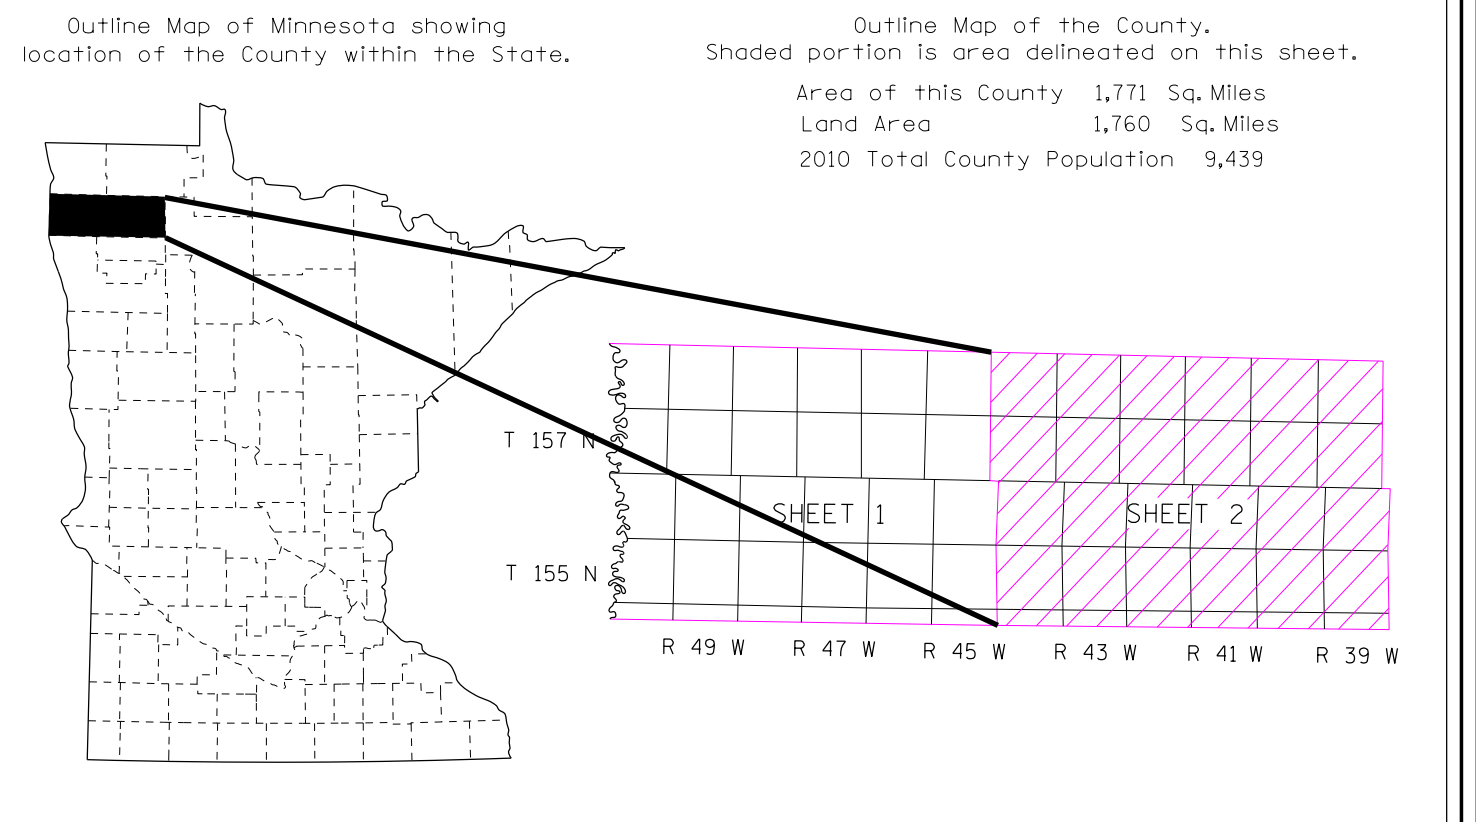 Outline Map of Minnesota showing
location of the County within the State.
Outline Map of the County.
Shaded portion is area delineated on this sheet.
Area of this County 1,771 Sq. Miles
Land Area 1,760 Sq. Miles
2010 Total County Population 9,439
T 157 N
SHEET 1
SHEET 2
T 155 N
R 49 W
R 47 W
R 45 W
R 43 W
R 41 W
R 39 W